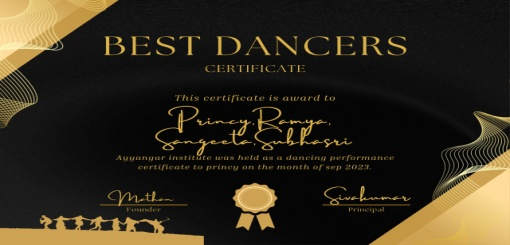 BEST DANCERS
CERTIFICATE
This certificate is award to
Princy,Ramya,
Sangeeta,Subhasri
Ayyangar institute was held as a dancing performance
certificate to princy on the month of sep 2023.
Mathan
Founder
Sivakumar
Principal